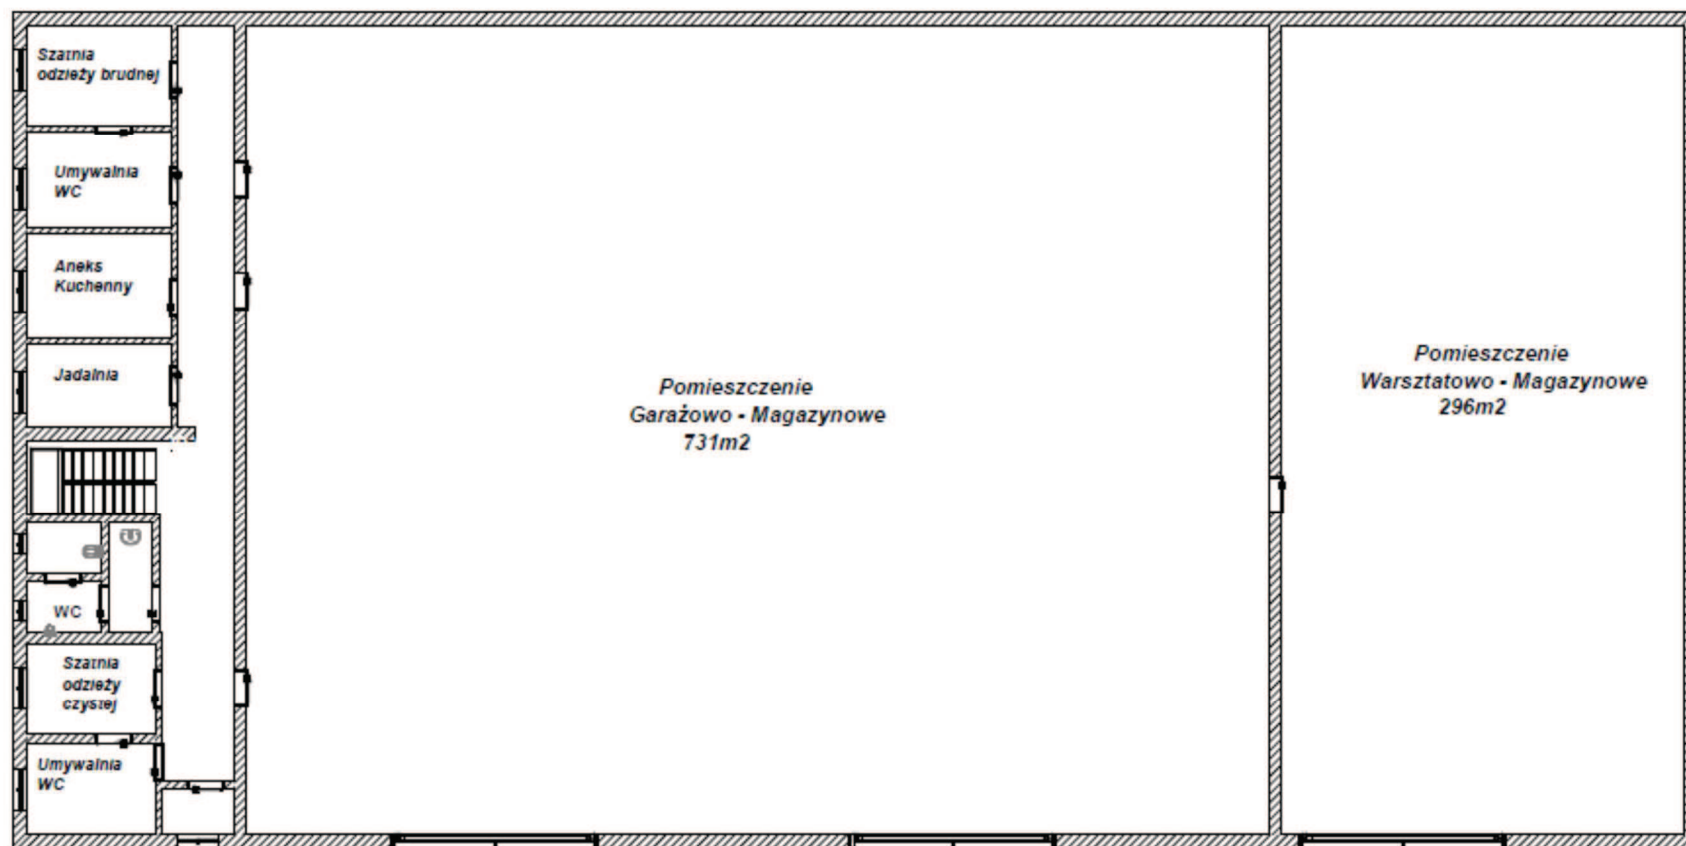 Szatnia
odzieży brudnej
Umywalnia
WC
Aneks
Kuchenny
Jadalnia
WC
Szatnia
odzieży
czystej
Umywalnia
WC
Pomieszczenie
Garażowo - Magazynowe
731m2
Pomieszczenie
Warsztatowo - Magazynowe
296m2